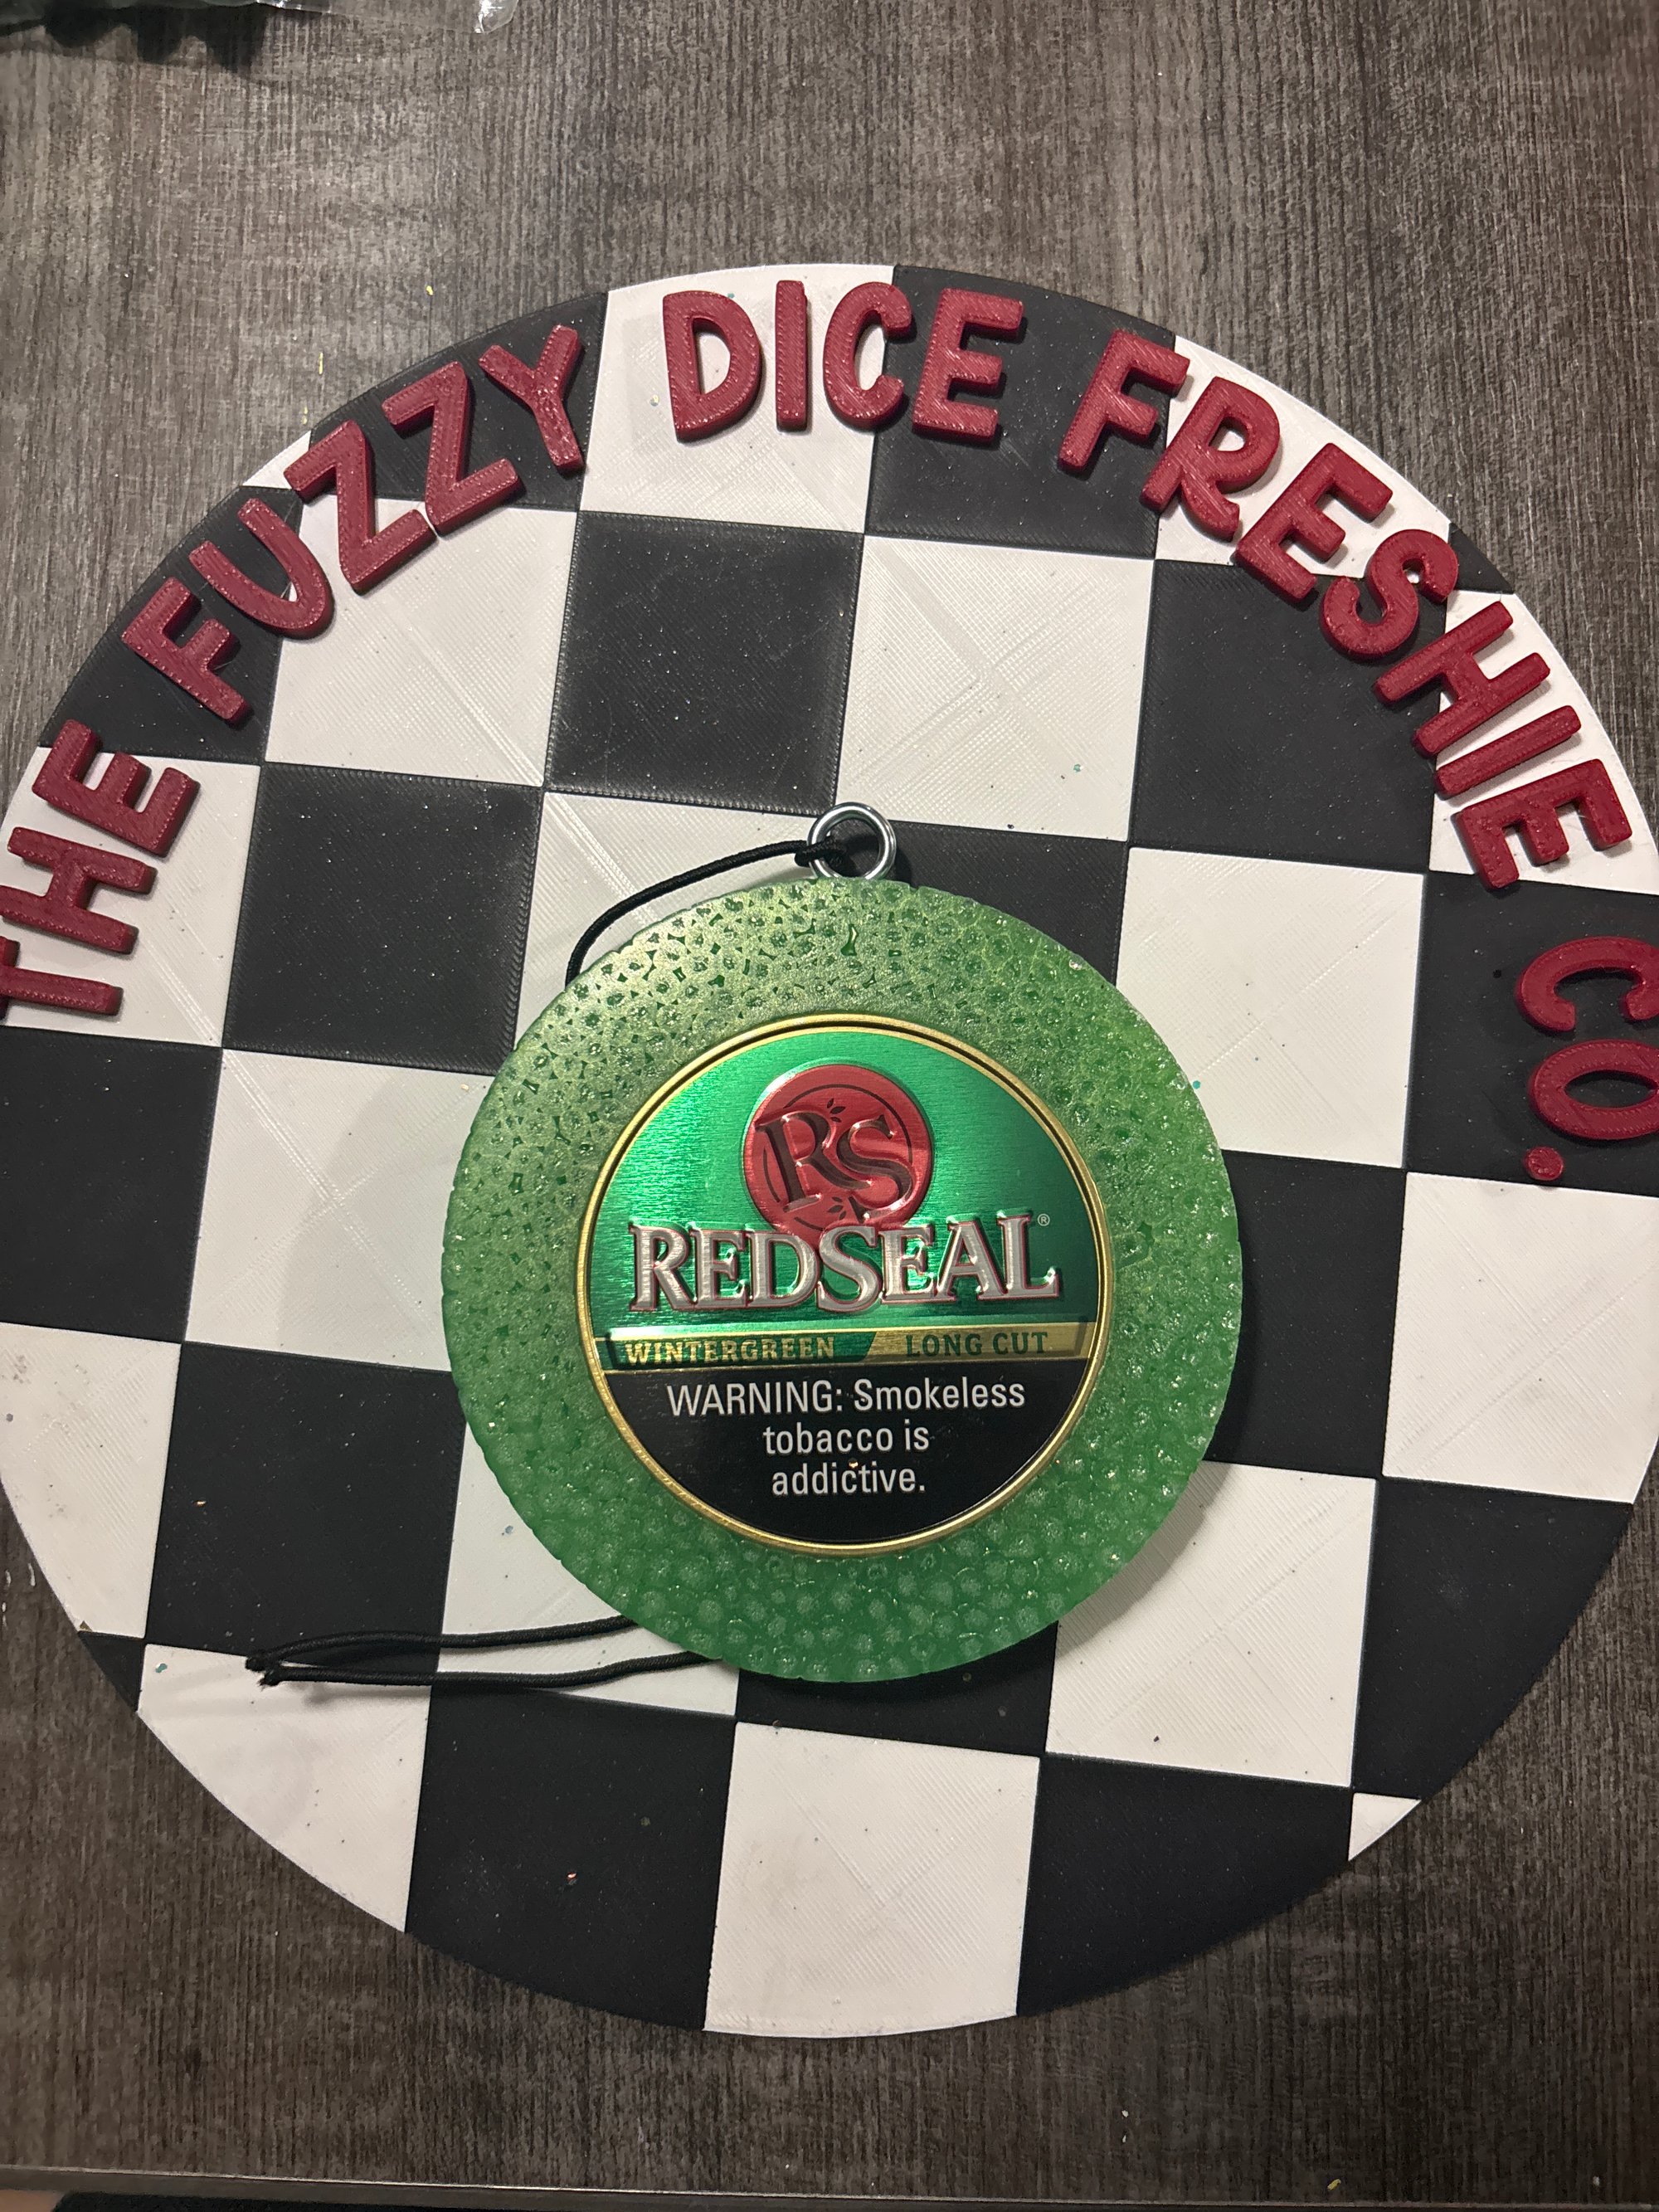 THE FUZZY DICE FRESHIE CO.
RS
REDSEAL®
WINTERGREEN LONG CUT
WARNING: Smokeless
tobacco is
addictive.